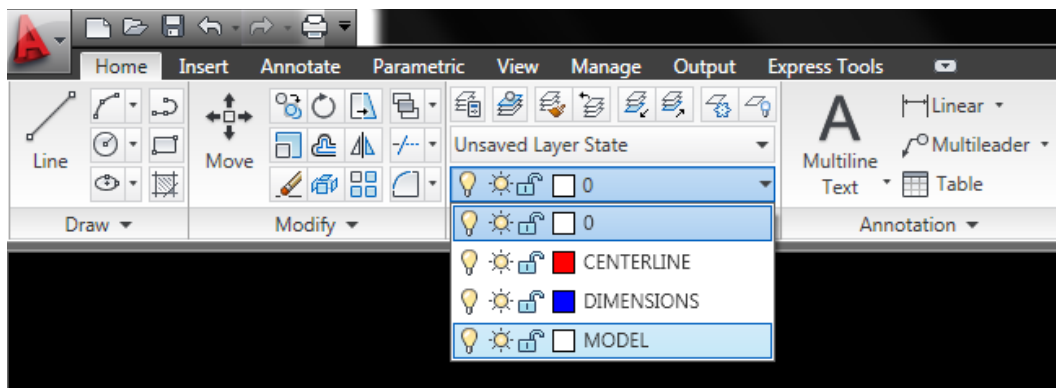 Home Insert Annotate Parametric View Manage Output Express Tools
Line
Move
Unsaved Layer State
0
Multiline
Text
Linear
Multileader
Table
Draw
Modify
Annotation
0
CENTERLINE
DIMENSIONS
MODEL